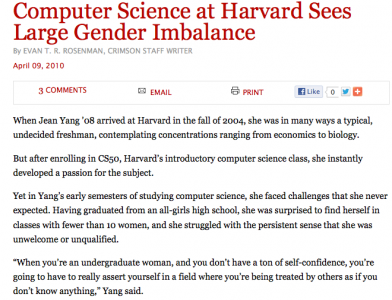 Computer Science at Harvard Sees
Large Gender Imbalance
By EVAN T. R. ROSENMAN, CRIMSON STAFF WRITER
April 09, 2010
3 COMMENTS EMAIL PRINT Like 0
When Jean Yang '08 arrived at Harvard in the fall of 2004, she was in many ways a typical,
undecided freshman, contemplating concentrations ranging from economics to biology.
But after enrolling in CS50, Harvard's introductory computer science class, she instantly
developed a passion for the subject.
Yet in Yang's early semesters of studying computer science, she faced challenges that she never
expected. Having graduated from an all-girls high school, she was surprised to find herself in
classes with fewer than 10 women, and she struggled with the persistent sense that she was
unwelcome or unqualified.
"When you're an undergraduate woman, and you don't have a ton of self-confidence, you're
going to have to really assert yourself in a field where you're being treated by others as if you
don't know anything," Yang said.